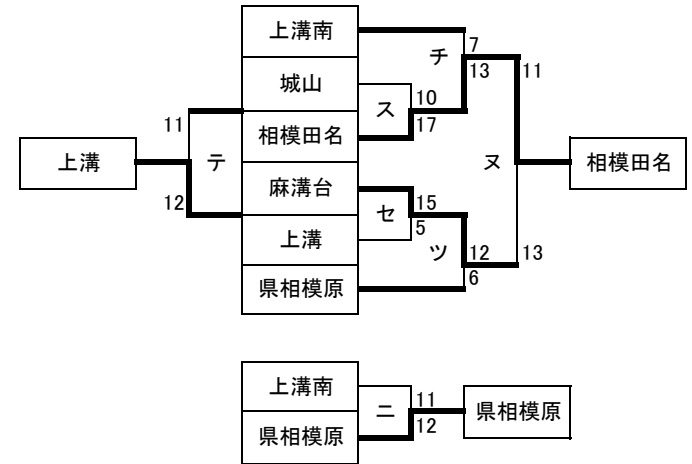 上溝南
7
チ
13
11
城山
ス
10
17
11
相模田名
上溝
テ
ヌ
相模田名
麻溝台
12
セ
15
5
上溝
ツ
12
13
6
県相模原
上溝南
ニ
11
12
県相模原
県相模原